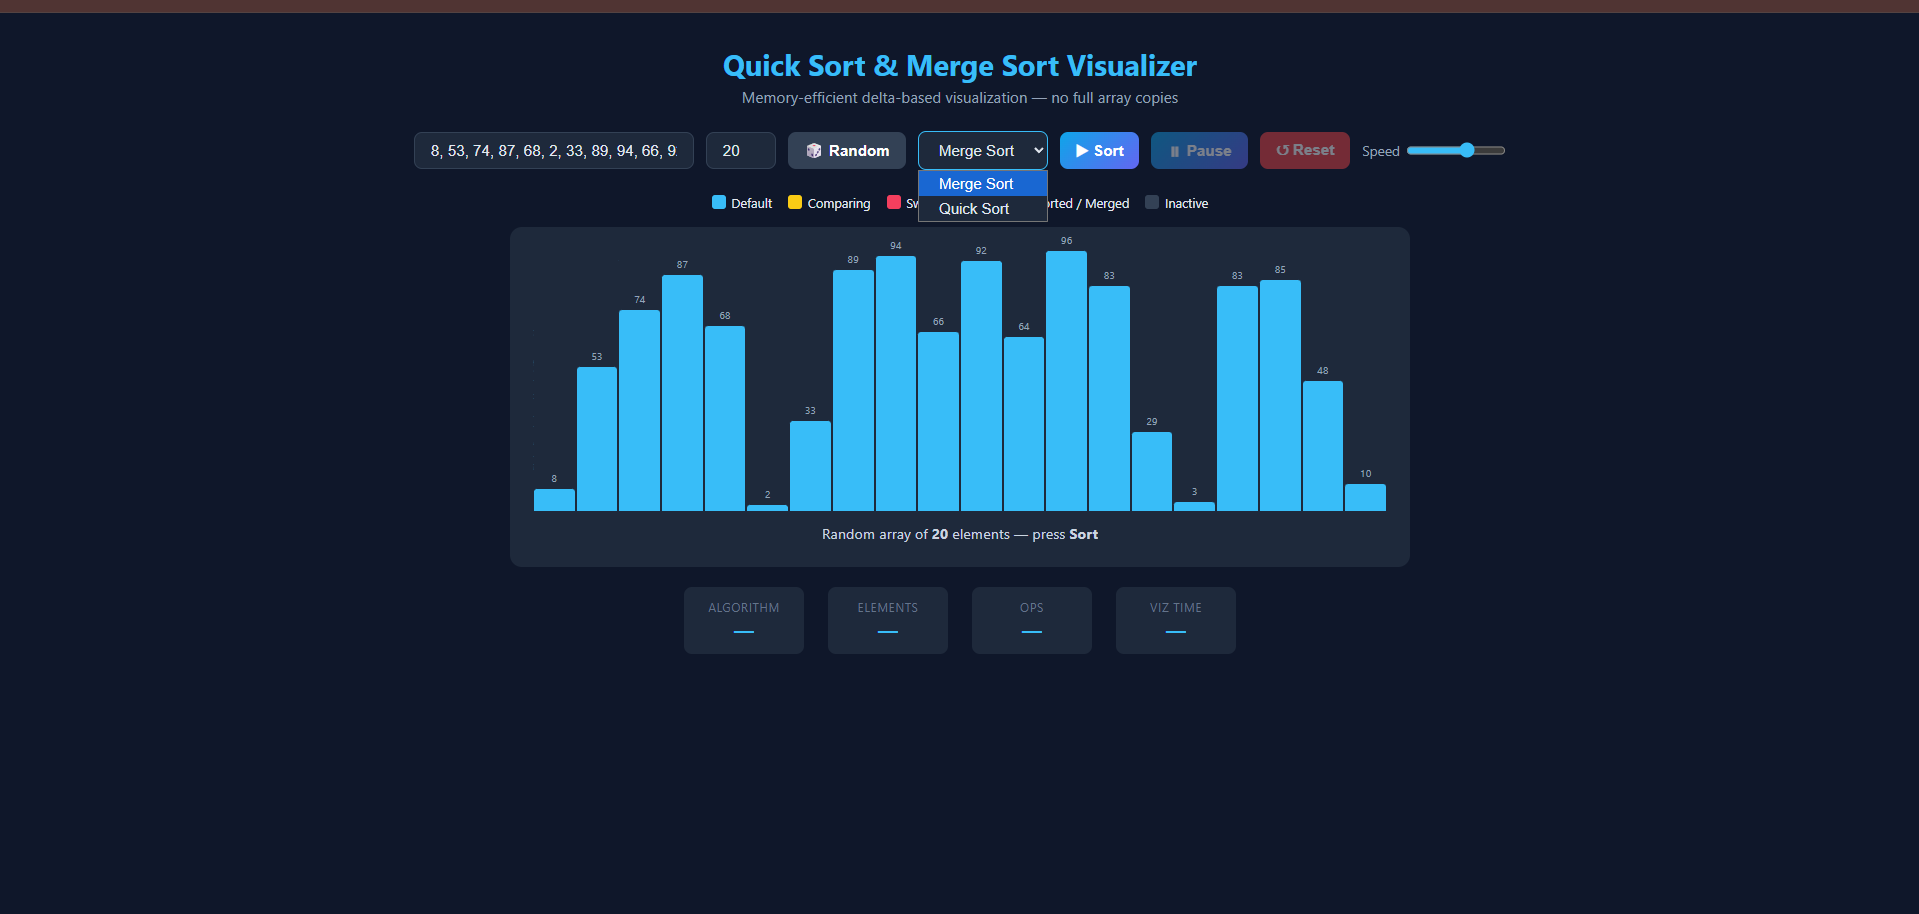 Quick Sort & Merge Sort Visualizer
Memory-efficient delta-based visualization — no full array copies
8, 53, 74, 87, 68, 2, 33, 89, 94, 66, 9
20
Random
Merge Sort
Sort
Pause
Reset
Speed
Merge Sort
Quick Sort
Default
Comparing
/ Merged
Inactive
8
53
74
87
68
2
33
89
94
66
92
64
96
83
29
3
83
85
48
10
Random array of 20 elements — press Sort
ALGORITHM
—
ELEMENTS
—
OPS
—
VIZ TIME
—